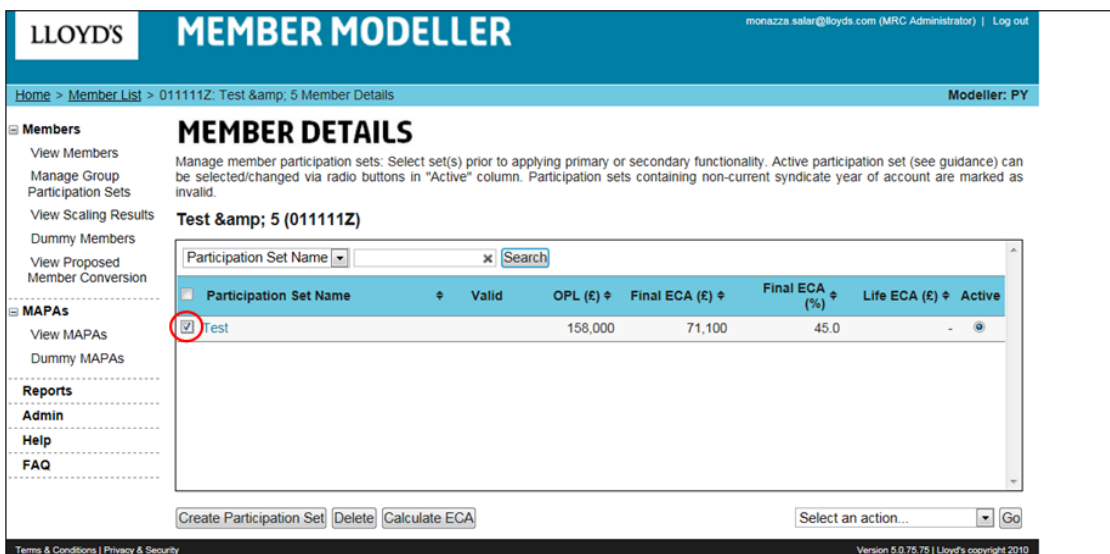 LLOYD'S
MEMBER MODELLER
monazza.salar@lloyds.com (MRC Administrator) | Log out
Home > Member List > 011111Z: Test &amp; 5 Member Details
Modeller: PY
Members
View Members
Manage Group
Participation Sets
View Scaling Results
Dummy Members
View Proposed
Member Conversion
MAPAs
View MAPAs
Dummy MAPAs
Reports
Admin
Help
FAQ
MEMBER DETAILS
Manage member participation sets: Select set(s) prior to applying primary or secondary functionality. Active participation set (see guidance) can
be selected/changed via radio buttons in "Active" column. Participation sets containing non-current syndicate year of account are marked as
invalid.
Test &amp; 5 (011111Z)
Participation Set Name Search
Participation Set Name Valid OPL (£) Final ECA (£) Final ECA (%) Life ECA (£) Active
Test 158,000 71,100 45.0 -
Create Participation Set Delete Calculate ECA Select an action... Go
Terms & Conditions | Privacy & Security Version 5.0.75.75 | Lloyd's copyright 2010